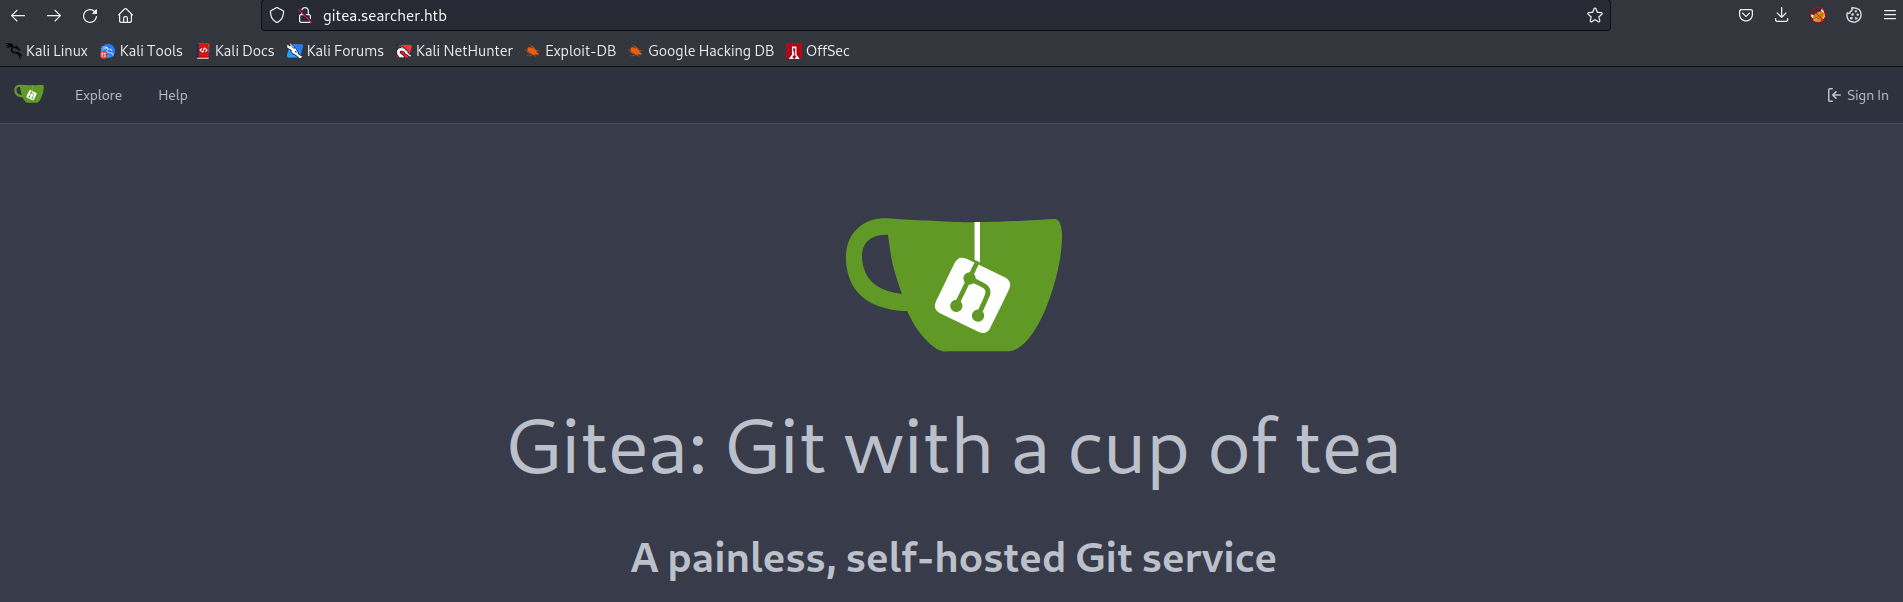 gitea.searcher.htb
Kali Linux Kali Tools Kali Docs Kali Forums Kali NetHunter Exploit-DB Google Hacking DB OffSec
Explore Help Sign In
Gitea: Git with a cup of tea
A painless, self-hosted Git service